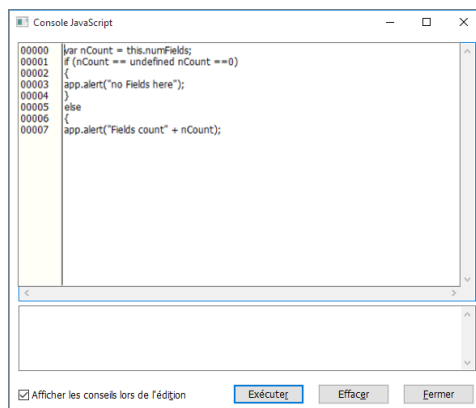 Console JavaScript
00000 var nCount = this.numFields;
00001 if (nCount == undefined nCount ==0)
00002 {
00003 app.alert("no Fields here");
00004 }
00005 else
00006 {
00007 app.alert("Fields count" + nCount);
Afficher les conseils lors de l'édition
Exécuter
Effacer
Fermer